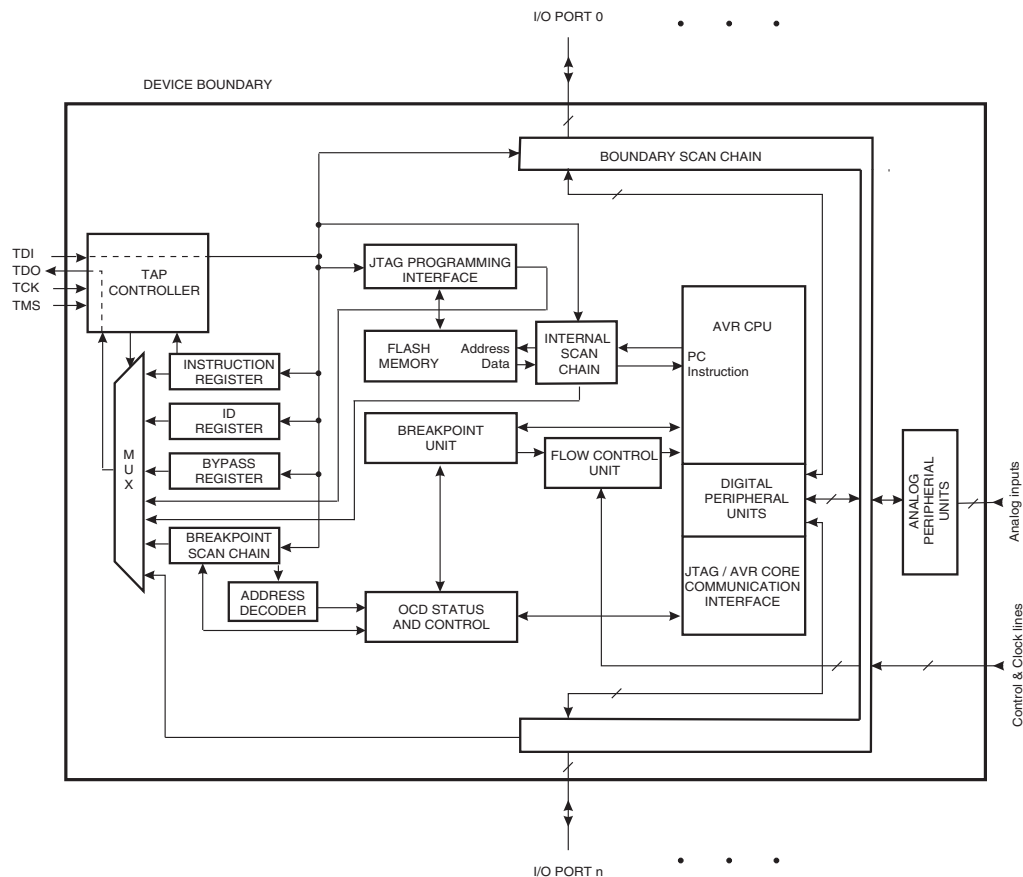 I/O PORT 0
DEVICE BOUNDARY
BOUNDARY SCAN CHAIN
TDI
TDO
TCK
TMS
TAP
CONTROLLER
JTAG PROGRAMMING
INTERFACE
AVR CPU
FLASH
MEMORY
Address
Data
INTERNAL
SCAN
CHAIN
PC
Instruction
INSTRUCTION
REGISTER
ID
REGISTER
M
U
X
BYPASS
REGISTER
BREAKPOINT
UNIT
FLOW CONTROL
UNIT
DIGITAL
PERIPHERAL
UNITS
ANALOG
PERIPHERIAL
UNITS
Analog inputs
BREAKPOINT
SCAN CHAIN
ADDRESS
DECODER
OCD STATUS
AND CONTROL
JTAG / AVR CORE
COMMUNICATION
INTERFACE
Control & Clock lines
I/O PORT n